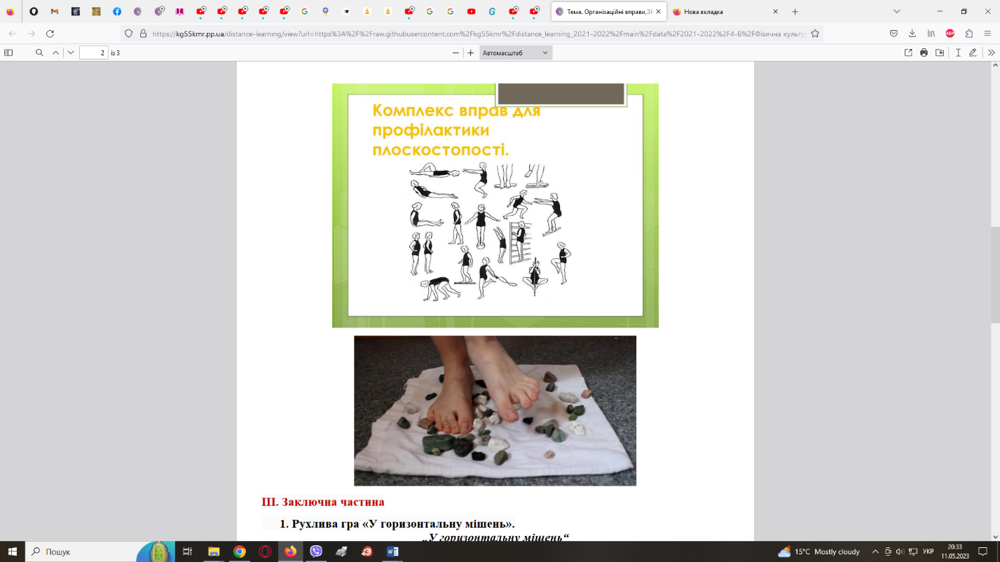 Тема. Організаційні вправи,ЗР
Нова вкладка
https://kg55kmr.pp.ua/distance-learning/view?url=https%3A%2F%2Fraw.githubusercontent.com%2Fkg55kmr%2Fdistance_learning_2021-2022%2Fmain%2Fdata%2F2021-2022%2F4-Б%2FФізична культур
2 із 3
Автомасштаб
Комплекс вправ для
профілактики
плоскостопості.
III. Заключна частина
1. Рухлива гра «У горизонтальну мішень».
„У горизонтальну мішень“
Пошук
15°C Mostly cloudy
УКР
20:33
11.05.2023